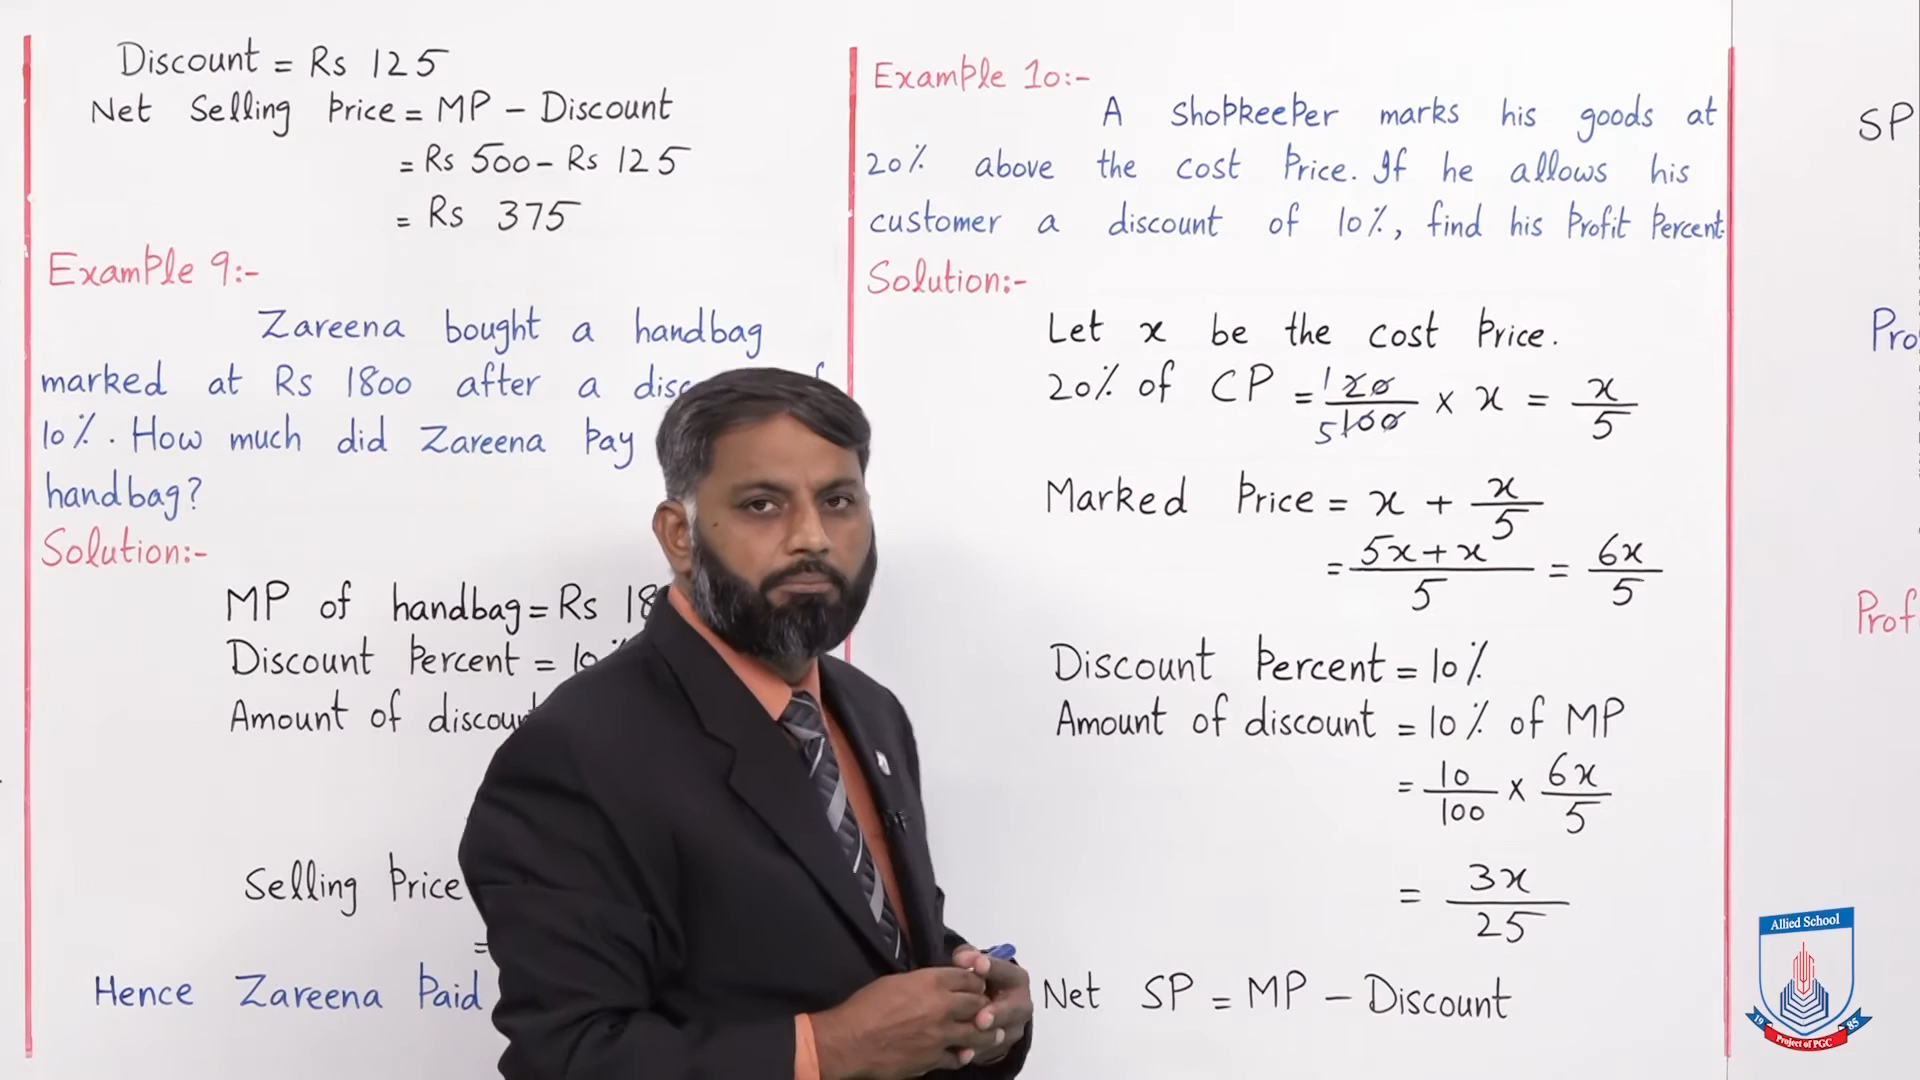 Discount = Rs 125
Net Selling Price = MP - Discount
= Rs 500 - Rs 125
= Rs 375
Example 9:-
Zareena bought a handbag
marked at Rs 1800 after a
10%. How much did Zareena Pay
handbag?
Solution:-
MP of handbag = Rs
Discount Percent =
Amount of
Selling Price
=
Hence Zareena Paid
Example 10:-
A ShopkeePer marks his goods at
20% above the cost Price. If he allows his
customer a discount of 10%, find his Profit Percent.
Solution:-
Let x be the cost Price.
20% of CP = 1 20/5 100 × x = x/5
Marked Price = x + x/5
= 5x+x/5 = 6x/5
Discount Percent = 10%
Amount of discount = 10% of MP
= 10/100 × 6x/5
= 3x/25
Net SP = MP - Discount
SP
Allied School
19 85
Project of PGC